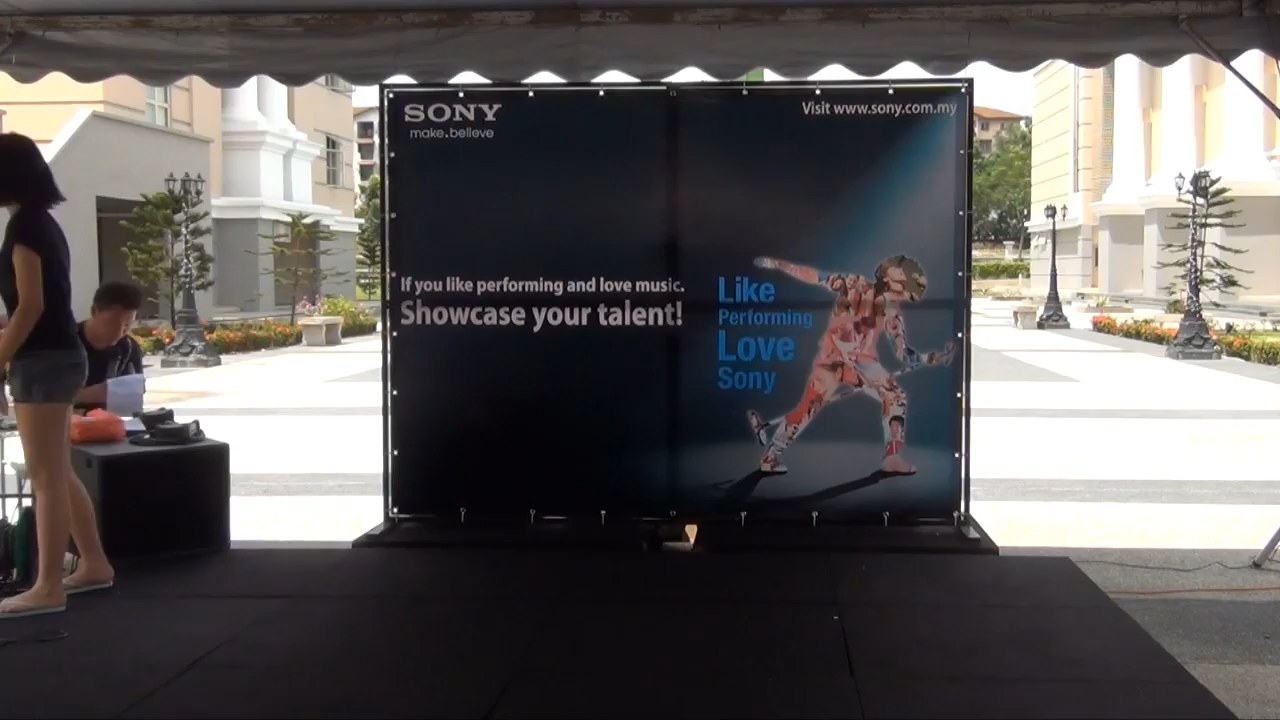 SONY
make.believe
Visit www.sony.com.my
If you like performing and love music.
Showcase your talent!
Like
Performing
Love
Sony